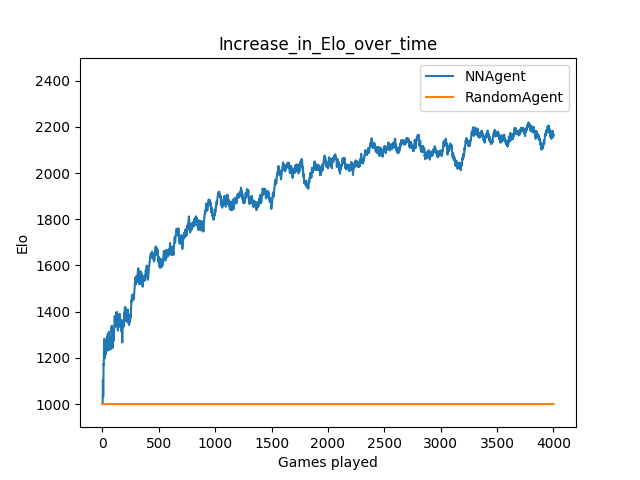 Increase_in_Elo_over_time
NNAgent
RandomAgent
2400
2200
2000
1800
1600
1400
1200
1000
Elo
0 500 1000 1500 2000 2500 3000 3500 4000
Games played